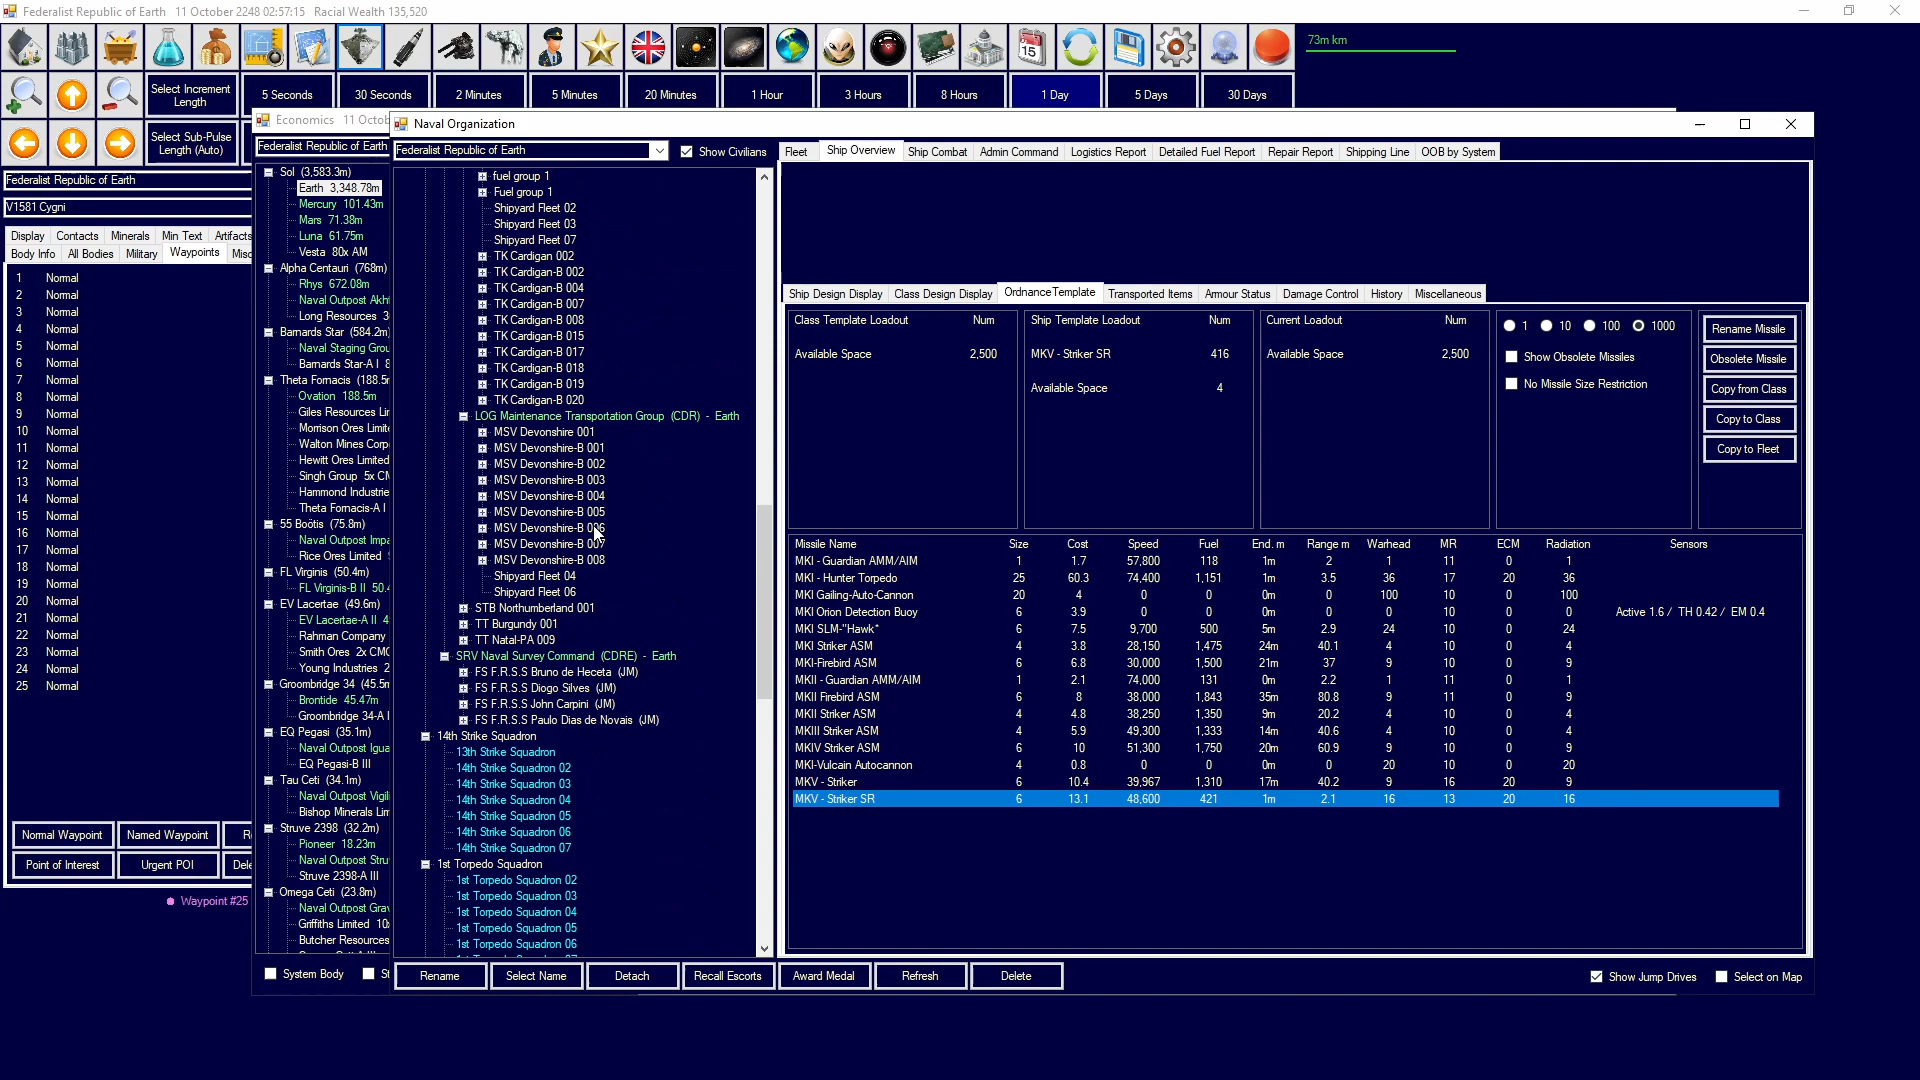 Federalist Republic of Earth 11 October 2248 02:57:15 Racial Wealth 135,520
73m km
Select Increment Length
5 Seconds
30 Seconds
2 Minutes
5 Minutes
20 Minutes
1 Hour
3 Hours
8 Hours
1 Day
5 Days
30 Days
Select Sub-Pulse Length (Auto)
Federalist Republic of Earth
V1581 Cygni
Display Contacts Minerals Min Text Artifacts
Body Info All Bodies Military Waypoints
1 Normal
2 Normal
3 Normal
4 Normal
5 Normal
6 Normal
7 Normal
8 Normal
9 Normal
10 Normal
11 Normal
12 Normal
13 Normal
14 Normal
15 Normal
16 Normal
17 Normal
18 Normal
19 Normal
20 Normal
21 Normal
22 Normal
23 Normal
24 Normal
25 Normal
Normal Waypoint Named Waypoint
Point of Interest Urgent POI
Waypoint #25
Economics 11
Federalist Republic of Earth
Sol (3,583.3m)
Earth 3,348.78m
Mercury 101.43m
Mars 71.38m
Luna 61.75m
Vesta 80x AM
Alpha Centauri (768m)
Rhys 672.08m
Naval Outpost
Long Resources
Barnards Star (584.2m)
Naval Staging
Barnards Star-A I
Theta Fornacis (188.5m)
Ovation 188.5m
Giles Resources
Morrison Ores
Walton Mines
Hewitt Ores Limited
Singh Group 5x
Hammond
Theta Fornacis-A I
55 Boötis (75.8m)
Naval Outpost
Rice Ores Limited
FL Virginis (50.4m)
FL Virginis-B II
EV Lacertae (49.6m)
EV Lacertae-A II
Rahman Company
Smith Ores 2x
Young Industries 2
Groombridge 34
Brontide 45.47m
Groombridge 34-A I
EQ Pegasi (35.1m)
Naval Outpost
EQ Pegasi-B III
Tau Ceti (34.1m)
Naval Outpost
Bishop Minerals
Struve 2398 (32.2m)
Pioneer 18.23m
Naval Outpost
Struve 2398-A III
Omega Ceti (23.8m)
Naval Outpost
Griffiths Limited
Butcher Resources
System Body
Naval Organization
Federalist Republic of Earth
Show Civilians
fuel group 1
Fuel group 1
Shipyard Fleet 02
Shipyard Fleet 03
Shipyard Fleet 07
TK Cardigan 002
TK Cardigan-B 002
TK Cardigan-B 004
TK Cardigan-B 007
TK Cardigan-B 008
TK Cardigan-B 015
TK Cardigan-B 017
TK Cardigan-B 018
TK Cardigan-B 019
TK Cardigan-B 020
LOG Maintenance Transportation Group (CDR) - Earth
MSV Devonshire 001
MSV Devonshire-B 001
MSV Devonshire-B 002
MSV Devonshire-B 003
MSV Devonshire-B 004
MSV Devonshire-B 005
MSV Devonshire-B 006
MSV Devonshire-B 007
MSV Devonshire-B 008
Shipyard Fleet 04
Shipyard Fleet 06
STB Northumberland 001
TT Burgundy 001
TT Natal-PA 009
SRV Naval Survey Command (CDRE) - Earth
FS F.R.S.S Bruno de Heceta (JM)
FS F.R.S.S Diogo Silves (JM)
FS F.R.S.S John Carpini (JM)
FS F.R.S.S Paulo Dias de Novais (JM)
14th Strike Squadron
13th Strike Squadron
14th Strike Squadron 02
14th Strike Squadron 03
14th Strike Squadron 04
14th Strike Squadron 05
14th Strike Squadron 06
14th Strike Squadron 07
1st Torpedo Squadron
1st Torpedo Squadron 02
1st Torpedo Squadron 03
1st Torpedo Squadron 04
1st Torpedo Squadron 05
1st Torpedo Squadron 06
Fleet Ship Overview Ship Combat Admin Command Logistics Report Detailed Fuel Report Repair Report Shipping Line OOB by System
Ship Design Display Class Design Display Ordnance Template Transported Items Armour Status Damage Control History Miscellaneous
Class Template Loadout Num
Available Space 2,500
Ship Template Loadout Num
MKV - Striker SR 416
Available Space 4
Current Loadout Num
Available Space 2,500
1 10 100 1000
Show Obsolete Missiles
No Missile Size Restriction
Rename Missile
Obsolete Missile
Copy from Class
Copy to Class
Copy to Fleet
Missile Name Size Cost Speed Fuel End. m Range m Warhead MR ECM Radiation Sensors
MKI - Guardian AMM/AIM 1 1.7 57,800 118 1m 2 1 11 0 1
MKI - Hunter Torpedo 25 60.3 74,400 1,151 1m 3.5 36 17 20 36
MKI Gailing-Auto-Cannon 20 4 0 0 0m 0 100 10 0 100
MKI Orion Detection Buoy 6 3.9 0 0 0m 0 0 10 0 0 Active 1.6 / TH 0.42 / EM 0.4
MKI SLM-"Hawk" 6 7.5 9,700 500 5m 2.9 24 10 0 24
MKI Striker ASM 4 3.8 28,150 1,475 24m 40.1 4 10 0 4
MKI-Firebird ASM 6 6.8 30,000 1,500 21m 37 9 10 0 9
MKII - Guardian AMM/AIM 1 2.1 74,000 131 0m 2.2 1 11 0 1
MKII Firebird ASM 6 8 38,000 1,843 35m 80.8 9 11 0 9
MKII Striker ASM 4 4.8 38,250 1,350 9m 20.2 4 10 0 4
MKIII Striker ASM 4 5.9 49,300 1,333 14m 40.6 4 10 0 4
MKIV Striker ASM 6 10 51,300 1,750 20m 60.9 9 10 0 9
MKI-Vulcain Autocannon 4 0.8 0 0 0m 0 20 10 0 20
MKV - Striker 6 10.4 39,967 1,310 17m 40.2 9 16 20 9
MKV - Striker SR 6 13.1 48,600 421 1m 2.1 16 13 20 16
Rename Select Name Detach Recall Escorts Award Medal Refresh Delete
Show Jump Drives Select on Map